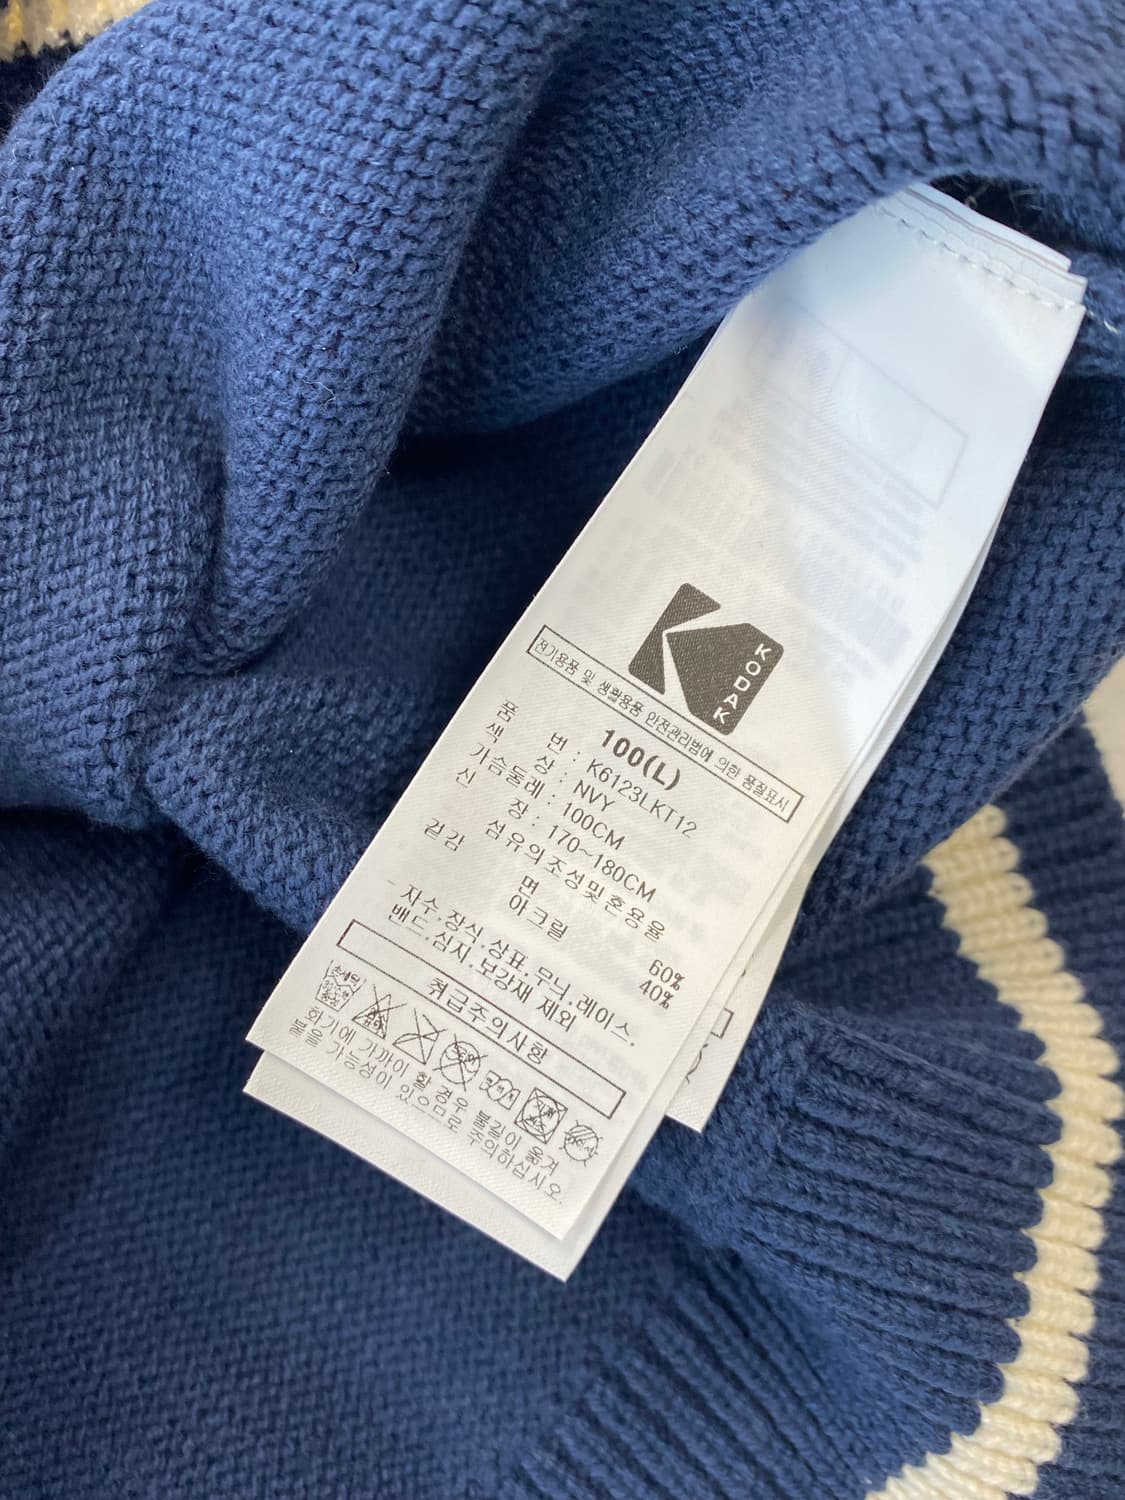 KODAK
전기용품 및 생활용품 안전관리법에 의한 품질표시
100(L)
품 번 : K6123LKT12
색 상 : NVY
가슴둘레 : 100CM
신 장 : 170~180CM
섬유의조성및혼용율
겉감 면 60%
아크릴 40%
자수.장식.상표.무늬.레이스.
밴드.심지.보강재 제외
취급주의사항
화기에 가까이 할 경우 불길이 옮겨
붙을 가능성이 있으므로 주의하십시오.